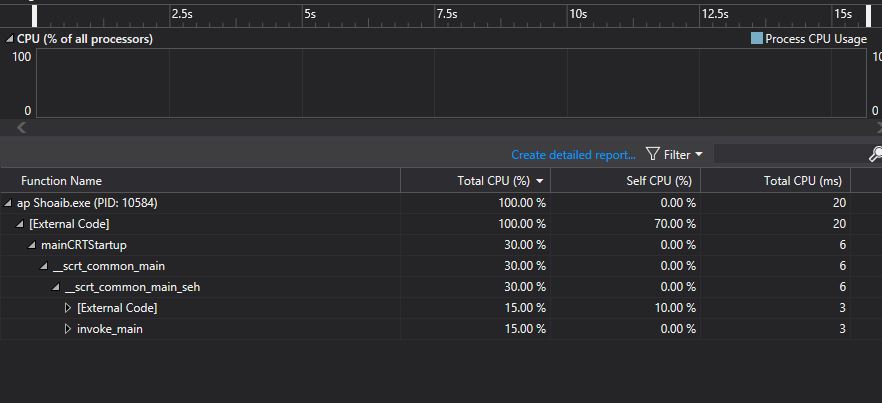 2.5s 5s 7.5s 10s 12.5s 15s
CPU (% of all processors) Process CPU Usage
100 10
0 0
Create detailed report... Filter
Function Name Total CPU (%) Self CPU (%) Total CPU (ms)
ap Shoaib.exe (PID: 10584) 100.00 % 0.00 % 20
[External Code] 100.00 % 70.00 % 20
mainCRTStartup 30.00 % 0.00 % 6
__scrt_common_main 30.00 % 0.00 % 6
__scrt_common_main_seh 30.00 % 0.00 % 6
[External Code] 15.00 % 10.00 % 3
invoke_main 15.00 % 0.00 % 3